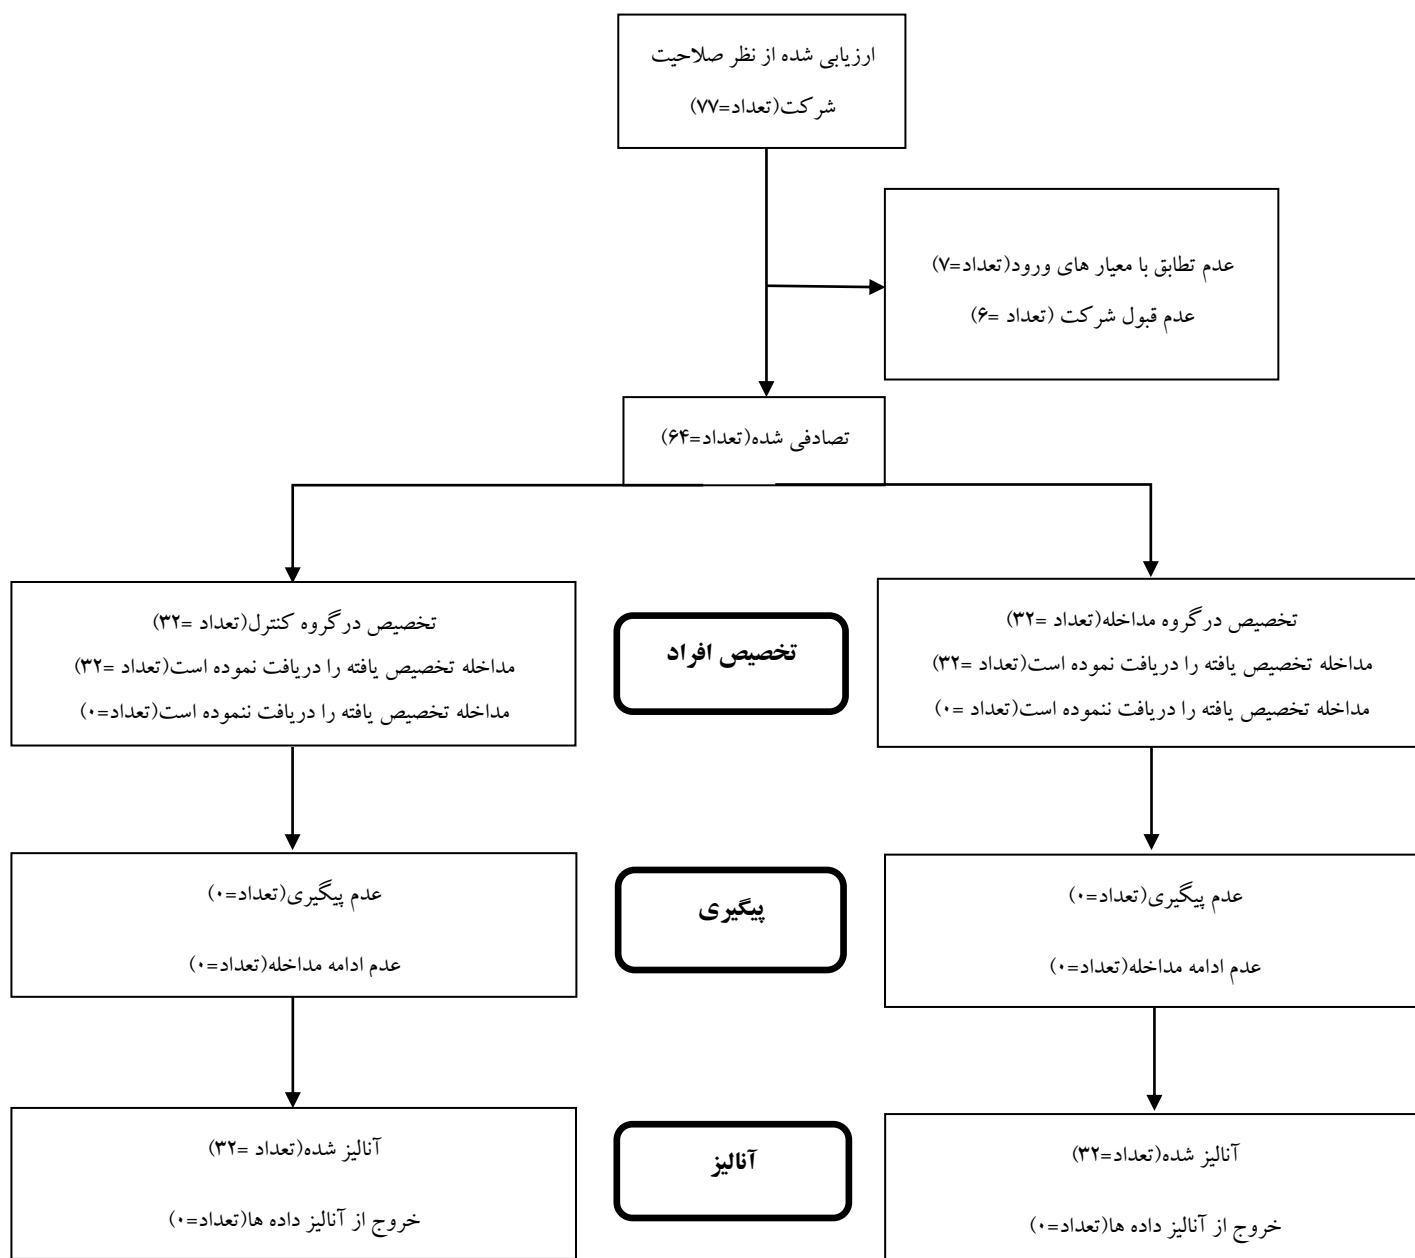 ارزیابی شده از نظر صلاحیت
شرکت(تعداد=۷۷)
عدم تطابق با معیار های ورود(تعداد=۷)
عدم قبول شرکت (تعداد =۶)
تصادفی شده(تعداد=۶۴)
تخصیص درگروه مداخله(تعداد =۳۲)
مداخله تخصیص یافته را دریافت نموده است(تعداد =۳۲)
مداخله تخصیص یافته را دریافت ننموده است(تعداد =۰)
تخصیص افراد
تخصیص درگروه کنترل(تعداد =۳۲)
مداخله تخصیص یافته را دریافت نموده است(تعداد =۳۲)
مداخله تخصیص یافته را دریافت ننموده است(تعداد=۰)
عدم پیگیری(تعداد=۰)
عدم ادامه مداخله(تعداد=۰)
پیگیری
عدم پیگیری(تعداد=۰)
عدم ادامه مداخله(تعداد=۰)
آنالیز شده(تعداد=۳۲)
خروج از آنالیز داده ها(تعداد=۰)
آنالیز
آنالیز شده(تعداد =۳۲)
خروج از آنالیز داده ها(تعداد=۰)